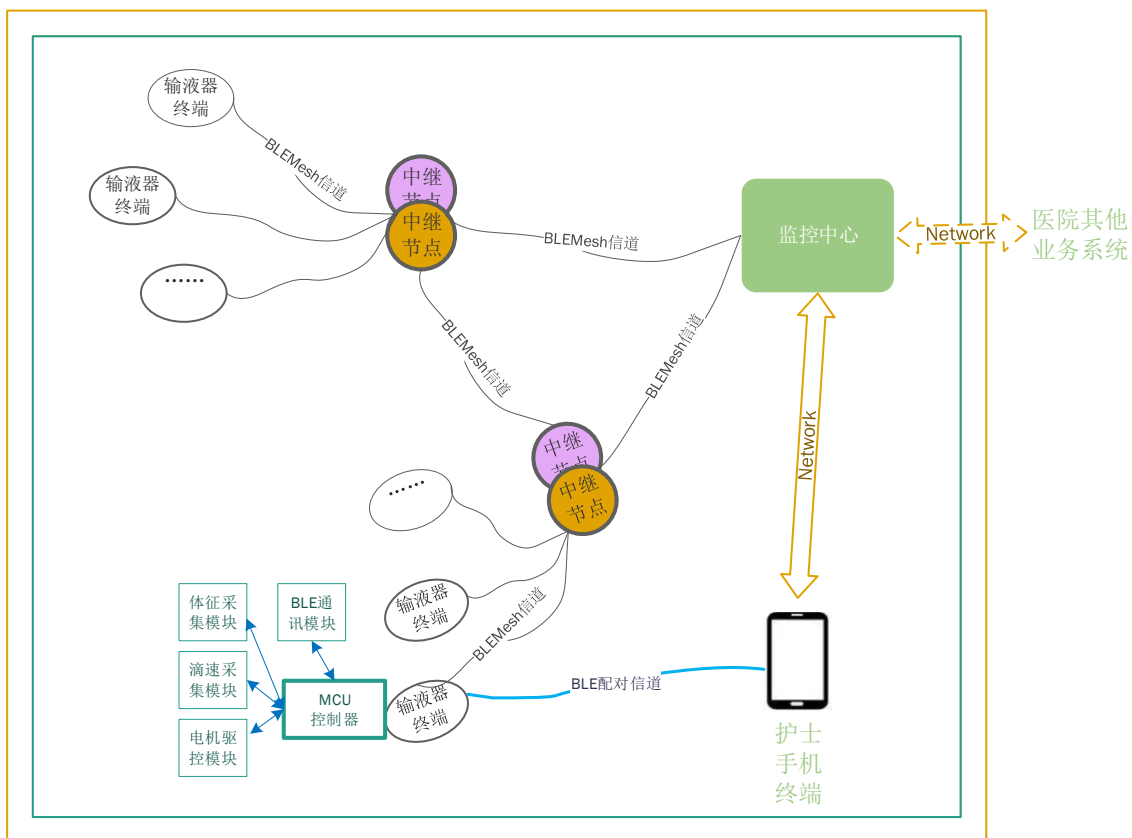 输液器
终端
BLEMesh信道
输液器
终端
中继
节点
中继
节点
BLEMesh信道
监控中心
Network
医院其他
业务系统
……
BLEMesh信道
BLEMesh信道
Network
中继
节点
中继
节点
……
体征采
集模块
BLE通
讯模块
输液器
终端
BLEMesh信道
滴速采
集模块
MCU
控制器
输液器
终端
BLE配对信道
电机驱
控模块
护士
手机
终端